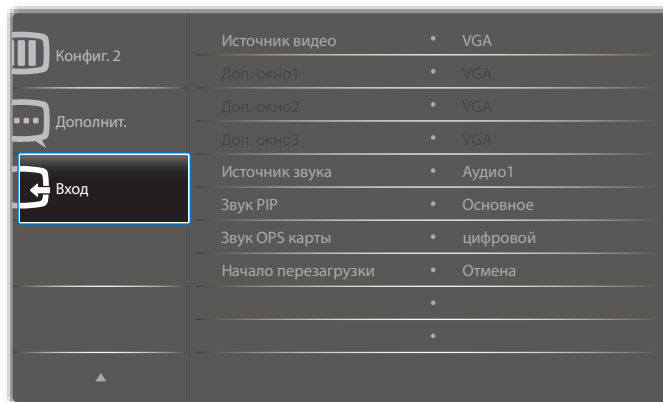 Конфиг. 2
Дополнит.
Вход
Источник видео • VGA
Доп. окно1 • VGA
Доп. окно2 • VGA
Доп. окно3 • VGA
Источник звука • Аудио1
Звук PIP • Основное
Звук OPS карты • цифровой
Начало перезагрузки • Отмена
•
•